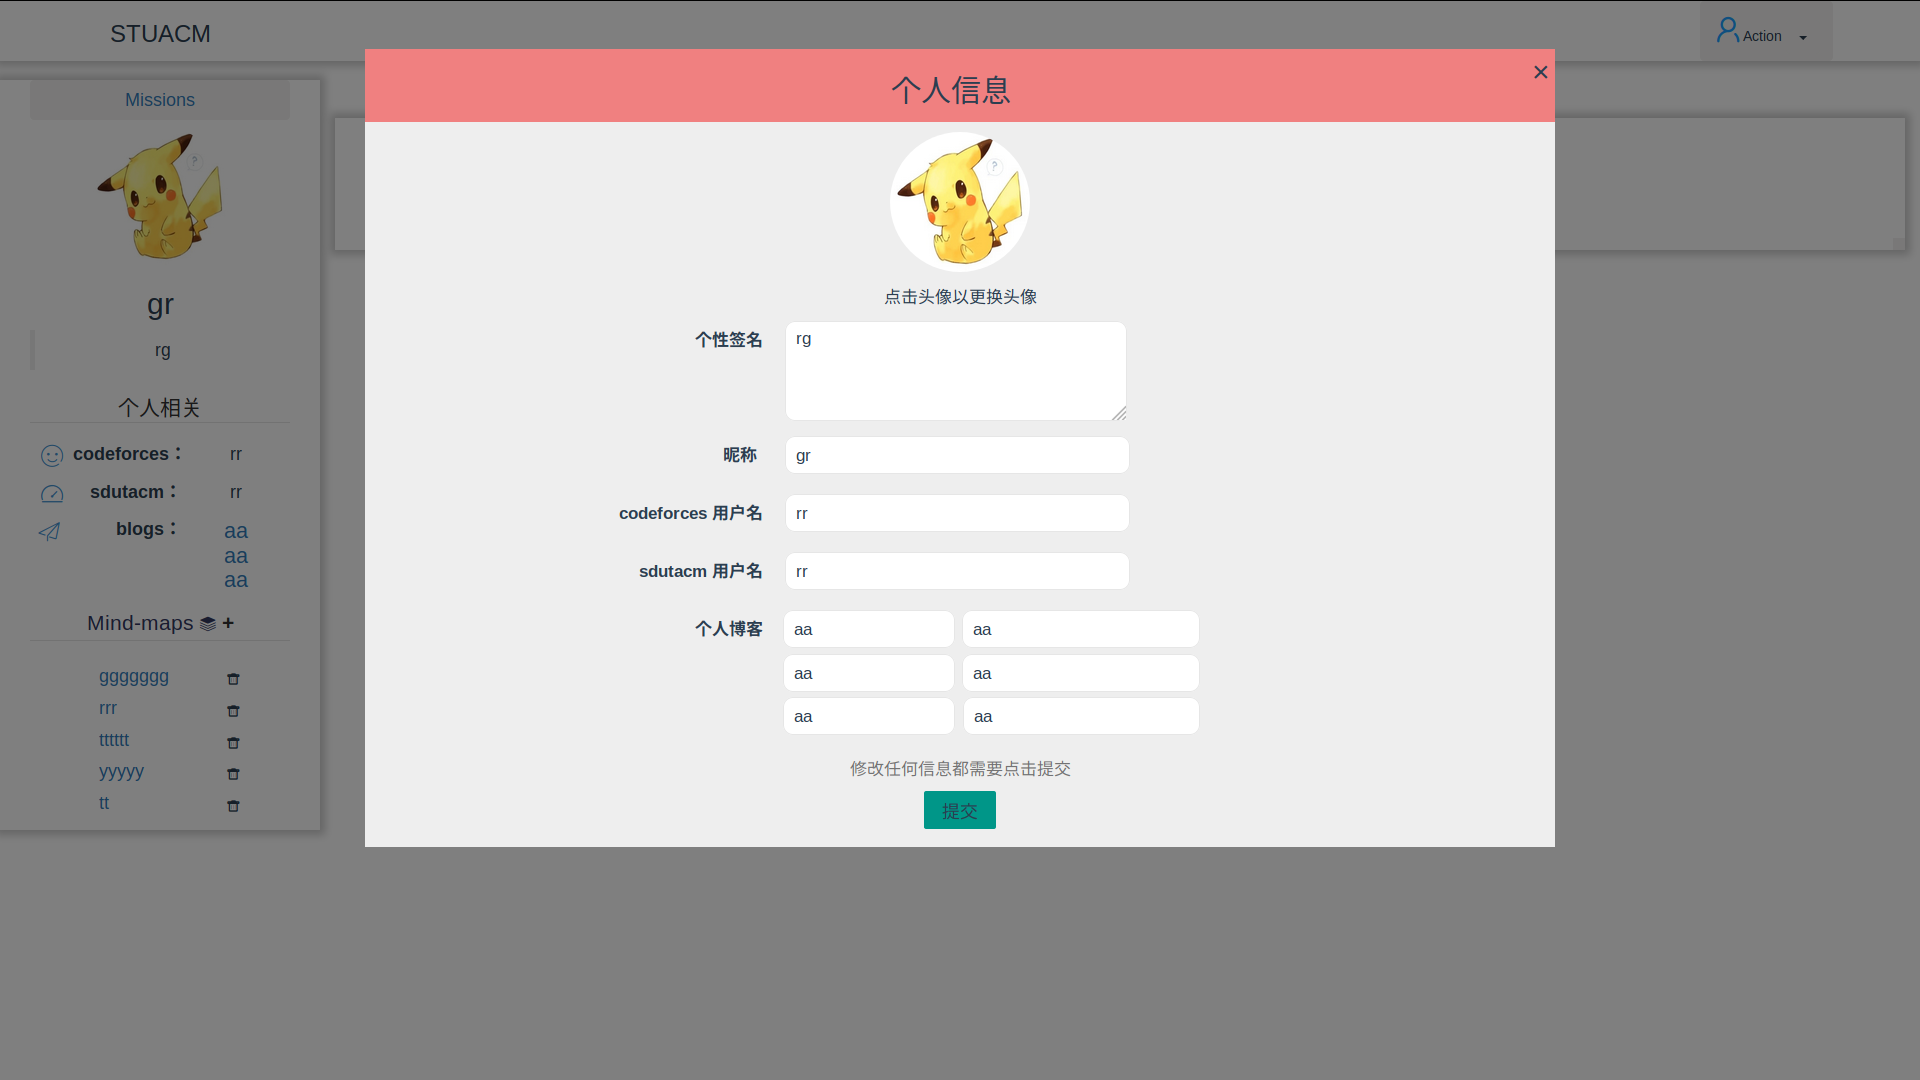 STUACM
Action
Missions
gr
rg
个人相关
codeforces： rr
sdutacm： rr
blogs： aa
aa
aa
Mind-maps +
ggggggg
rrr
tttttt
yyyyy
tt
个人信息
×
?
点击头像以更换头像
个性签名 rg
昵称 gr
codeforces 用户名 rr
sdutacm 用户名 rr
个人博客 aa aa
aa aa
aa aa
修改任何信息都需要点击提交
提交